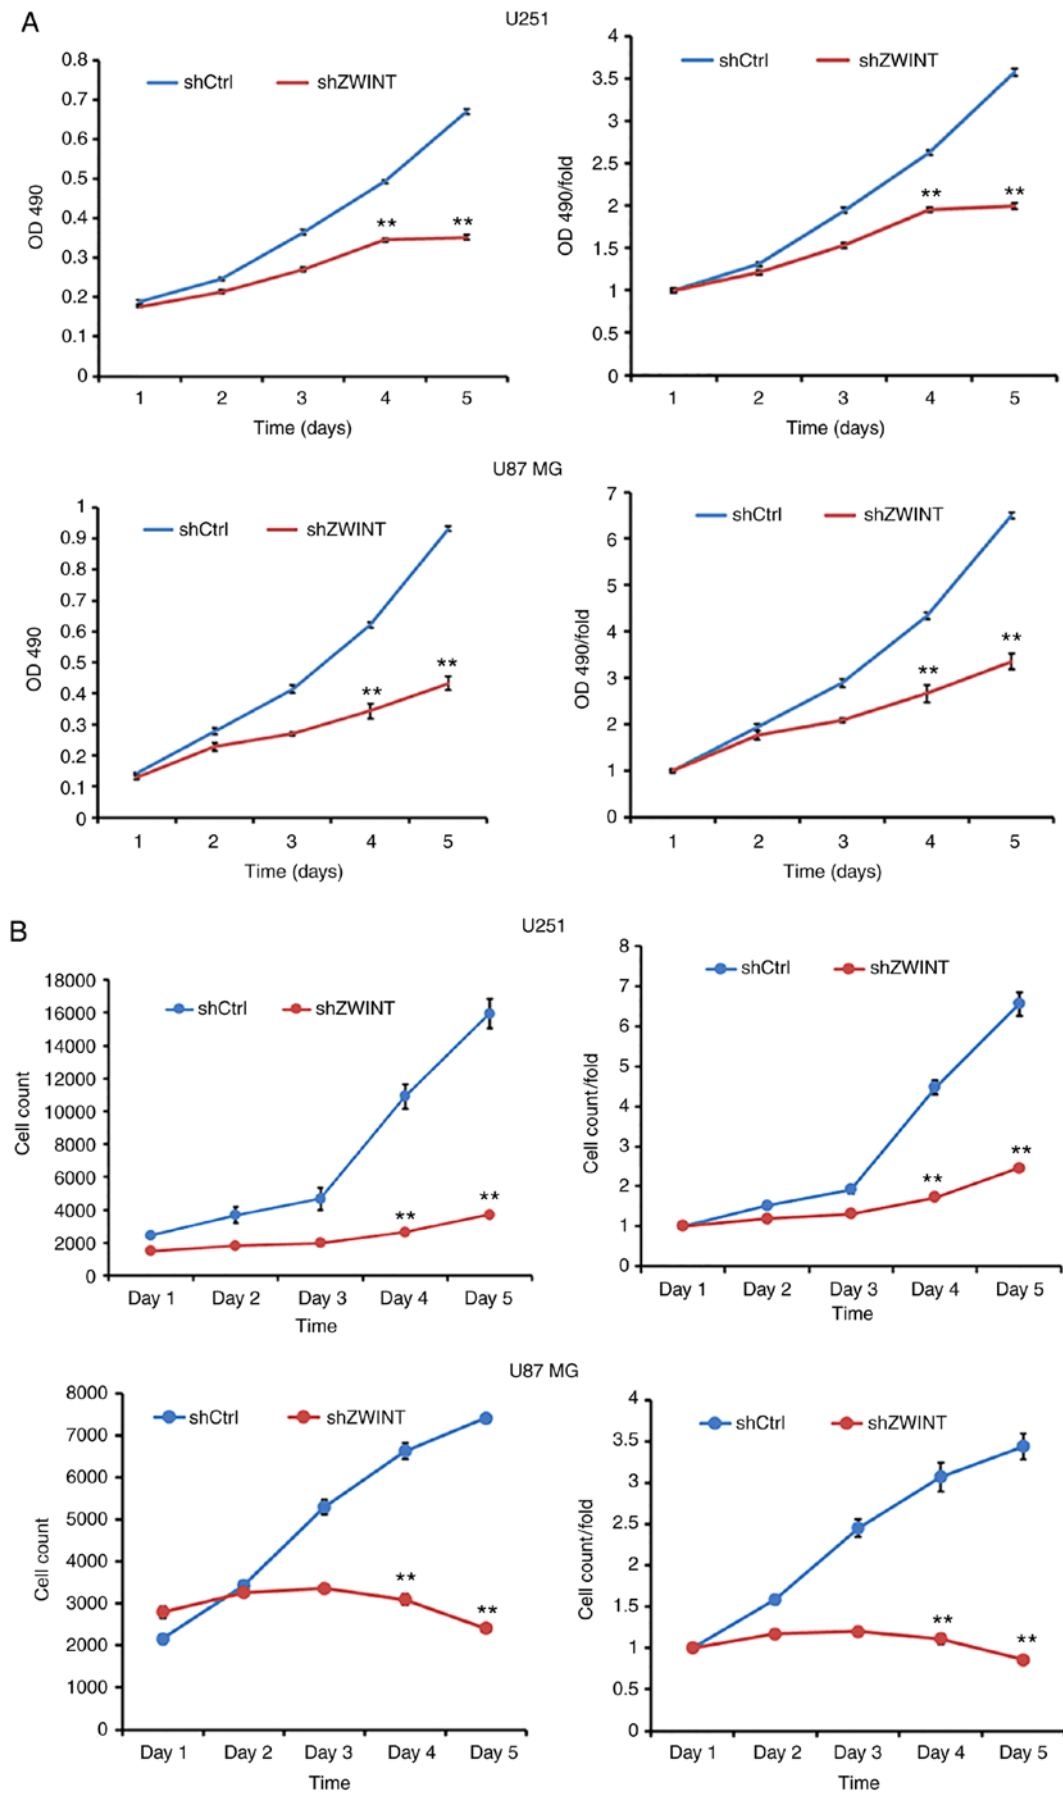 A
U251
0.8
0.7
0.6
0.5
0.4
0.3
0.2
0.1
0
OD 490
shCtrl
shZWINT
**
**
1 2 3 4 5
Time (days)
4
3.5
3
2.5
2
1.5
1
0.5
0
OD 490/fold
shCtrl
shZWINT
**
**
1 2 3 4 5
Time (days)
U87 MG
1
0.9
0.8
0.7
0.6
0.5
0.4
0.3
0.2
0.1
0
OD 490
shCtrl
shZWINT
**
**
1 2 3 4 5
Time (days)
7
6
5
4
3
2
1
0
OD 490/fold
shCtrl
shZWINT
**
**
1 2 3 4 5
Time (days)
B
U251
18000
16000
14000
12000
10000
8000
6000
4000
2000
0
Cell count
shCtrl
shZWINT
**
**
Day 1 Day 2 Day 3 Day 4 Day 5
Time
8
7
6
5
4
3
2
1
0
Cell count/fold
shCtrl
shZWINT
**
**
Day 1 Day 2 Day 3 Day 4 Day 5
Time
U87 MG
8000
7000
6000
5000
4000
3000
2000
1000
0
Cell count
shCtrl
shZWINT
**
**
Day 1 Day 2 Day 3 Day 4 Day 5
Time
4
3.5
3
2.5
2
1.5
1
0.5
0
Cell count/fold
shCtrl
shZWINT
**
**
Day 1 Day 2 Day 3 Day 4 Day 5
Time